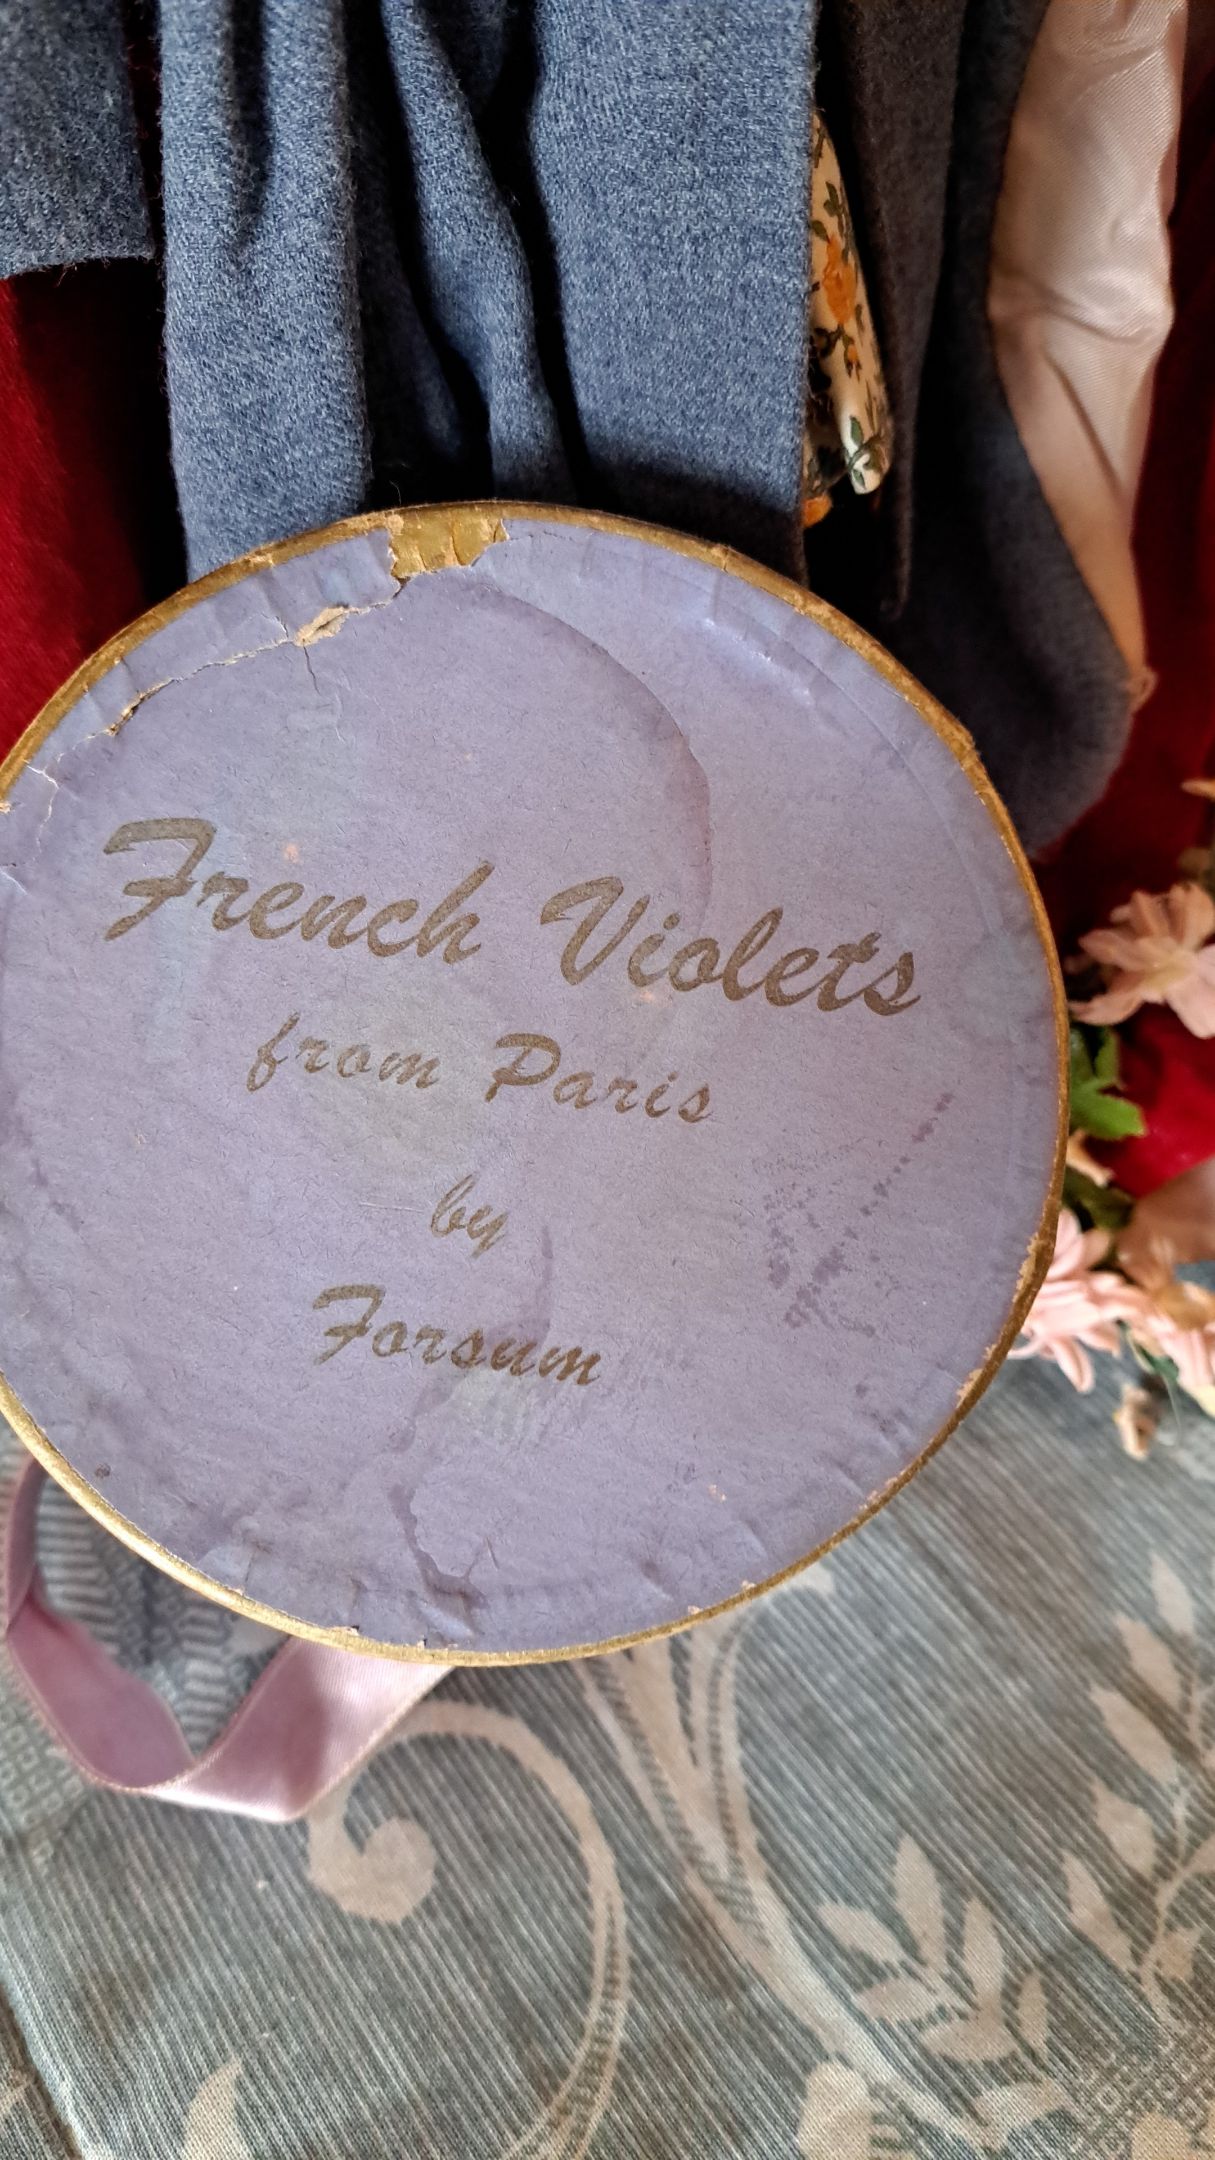 French Violets
from Paris
by
Forsum